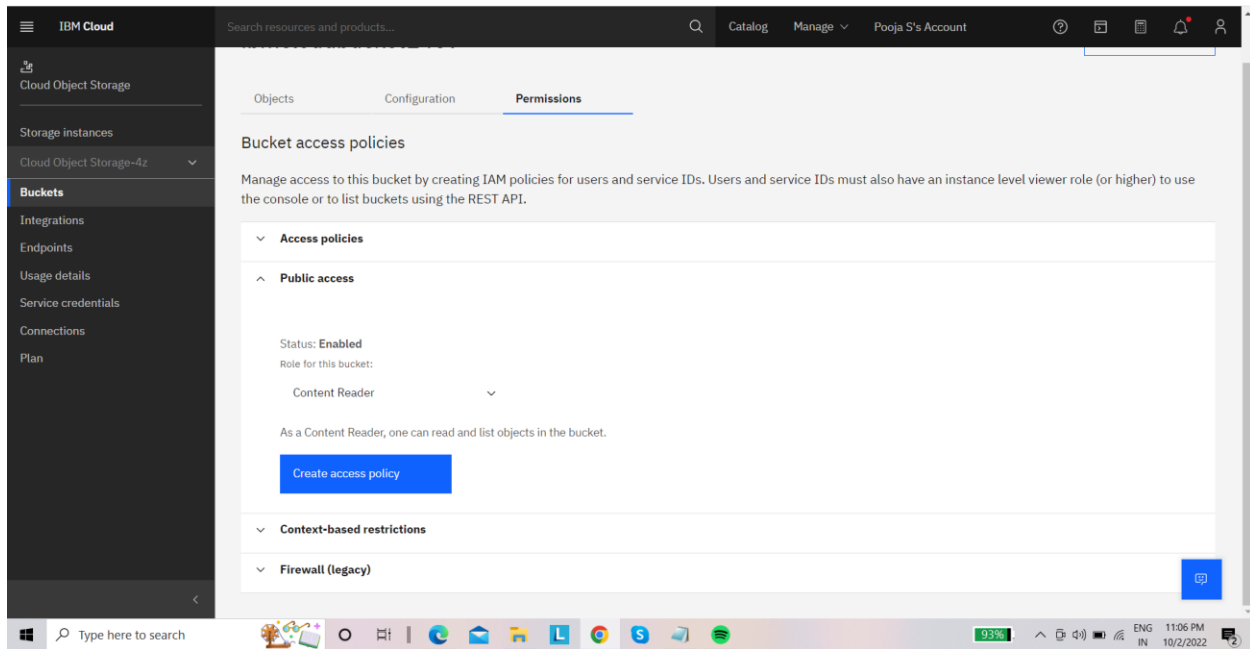 IBM Cloud
Search resources and products...
Catalog
Manage
Pooja S's Account
Cloud Object Storage
Storage instances
Cloud Object Storage-4z
Buckets
Integrations
Endpoints
Usage details
Service credentials
Connections
Plan
Objects
Configuration
Permissions
Bucket access policies
Manage access to this bucket by creating IAM policies for users and service IDs. Users and service IDs must also have an instance level viewer role (or higher) to use
the console or to list buckets using the REST API.
Access policies
Public access
Status: Enabled
Role for this bucket:
Content Reader
As a Content Reader, one can read and list objects in the bucket.
Create access policy
Context-based restrictions
Firewall (legacy)
Type here to search
L
S
93%
ENG
IN
11:06 PM
10/2/2022
2